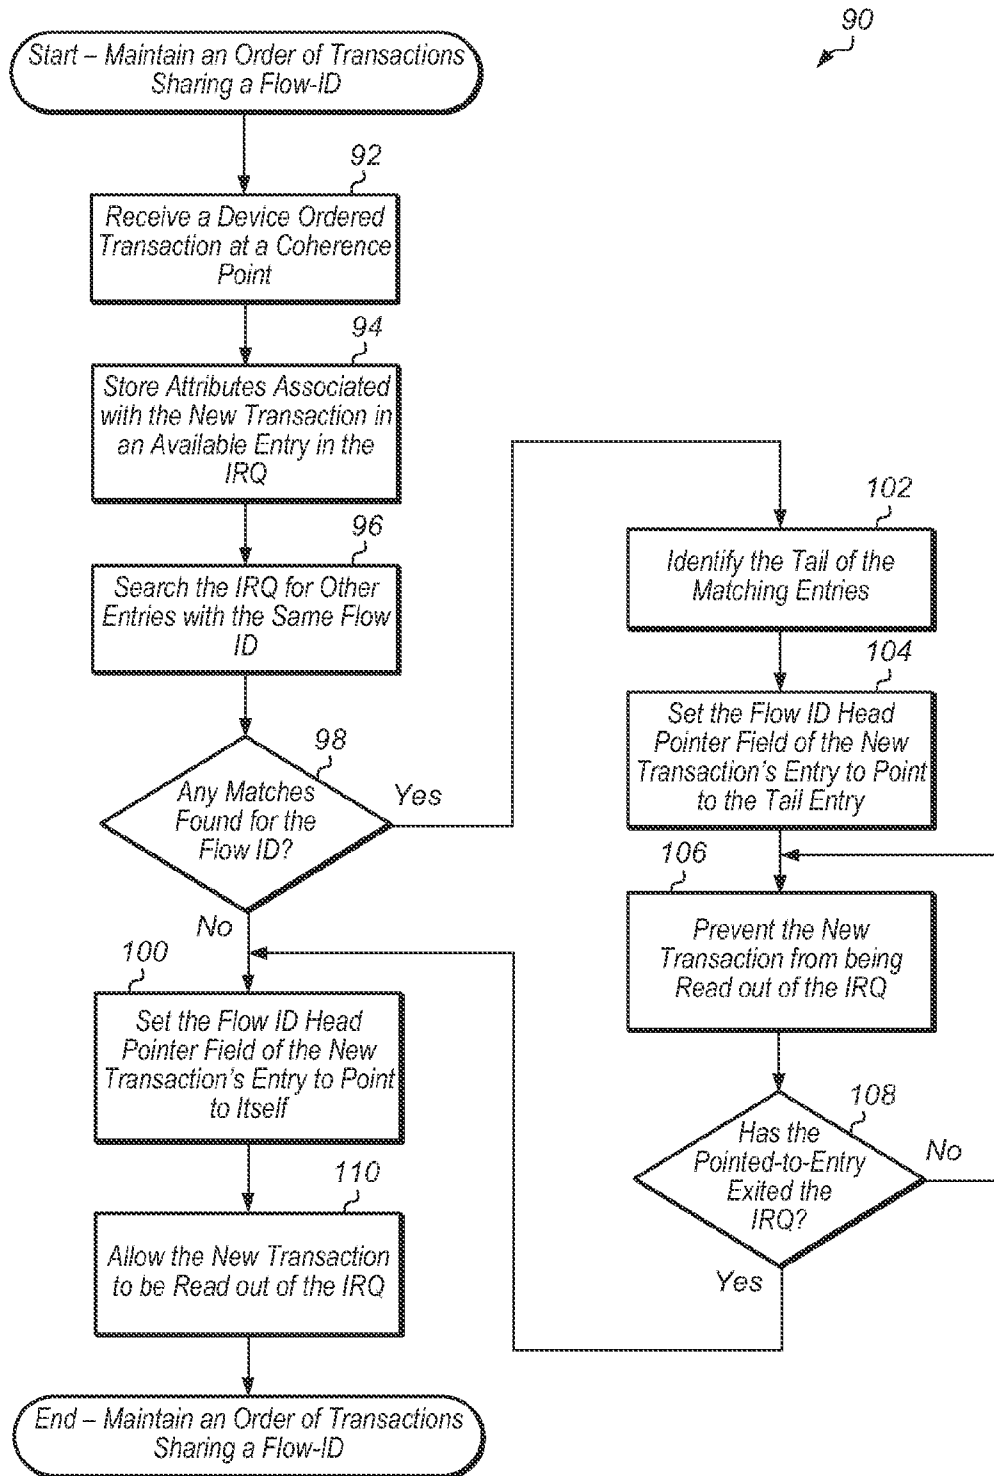 90
Start – Maintain an Order of Transactions
Sharing a Flow-ID
92
Receive a Device Ordered
Transaction at a Coherence
Point
94
Store Attributes Associated
with the New Transaction in
an Available Entry in the
IRQ
96
Search the IRQ for Other
Entries with the Same Flow
ID
98
Any Matches
Found for the
Flow ID?
Yes
No
100
Set the Flow ID Head
Pointer Field of the New
Transaction's Entry to Point
to Itself
110
Allow the New Transaction
to be Read out of the IRQ
End – Maintain an Order of Transactions
Sharing a Flow-ID
102
Identify the Tail of the
Matching Entries
104
Set the Flow ID Head
Pointer Field of the New
Transaction's Entry to Point
to the Tail Entry
106
Prevent the New
Transaction from being
Read out of the IRQ
108
Has the
Pointed-to-Entry
Exited the
IRQ?
No
Yes